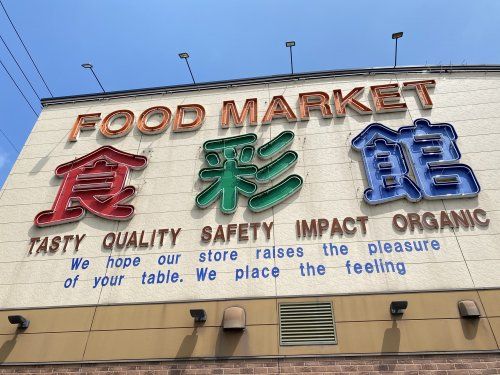 FOOD MARKET
食彩館
TASTY QUALITY SAFETY IMPACT ORGANIC
We hope our store raises the pleasure
of your table. We place the feeling